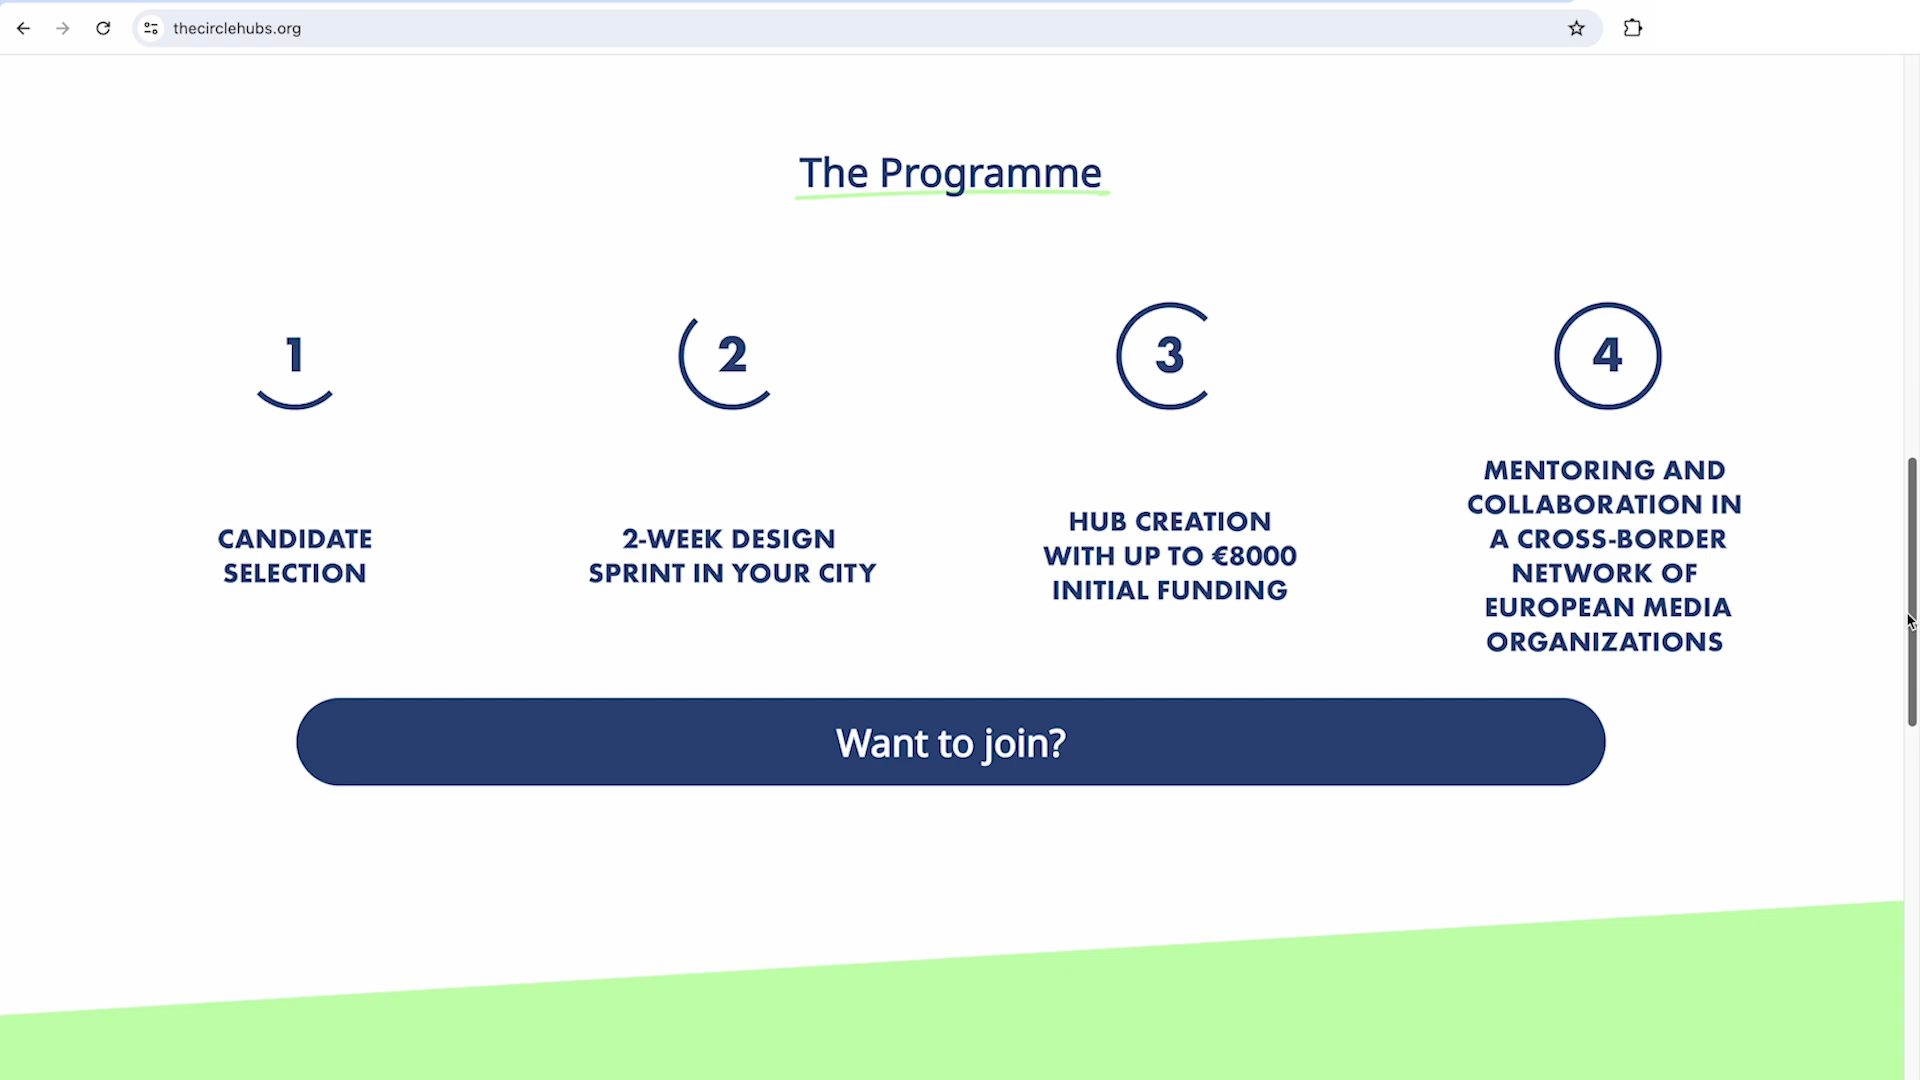 thecirclehubs.org
The Programme
1
2
3
4
CANDIDATE
SELECTION
2-WEEK DESIGN
SPRINT IN YOUR CITY
HUB CREATION
WITH UP TO €8000
INITIAL FUNDING
MENTORING AND
COLLABORATION IN
A CROSS-BORDER
NETWORK OF
EUROPEAN MEDIA
ORGANIZATIONS
Want to join?